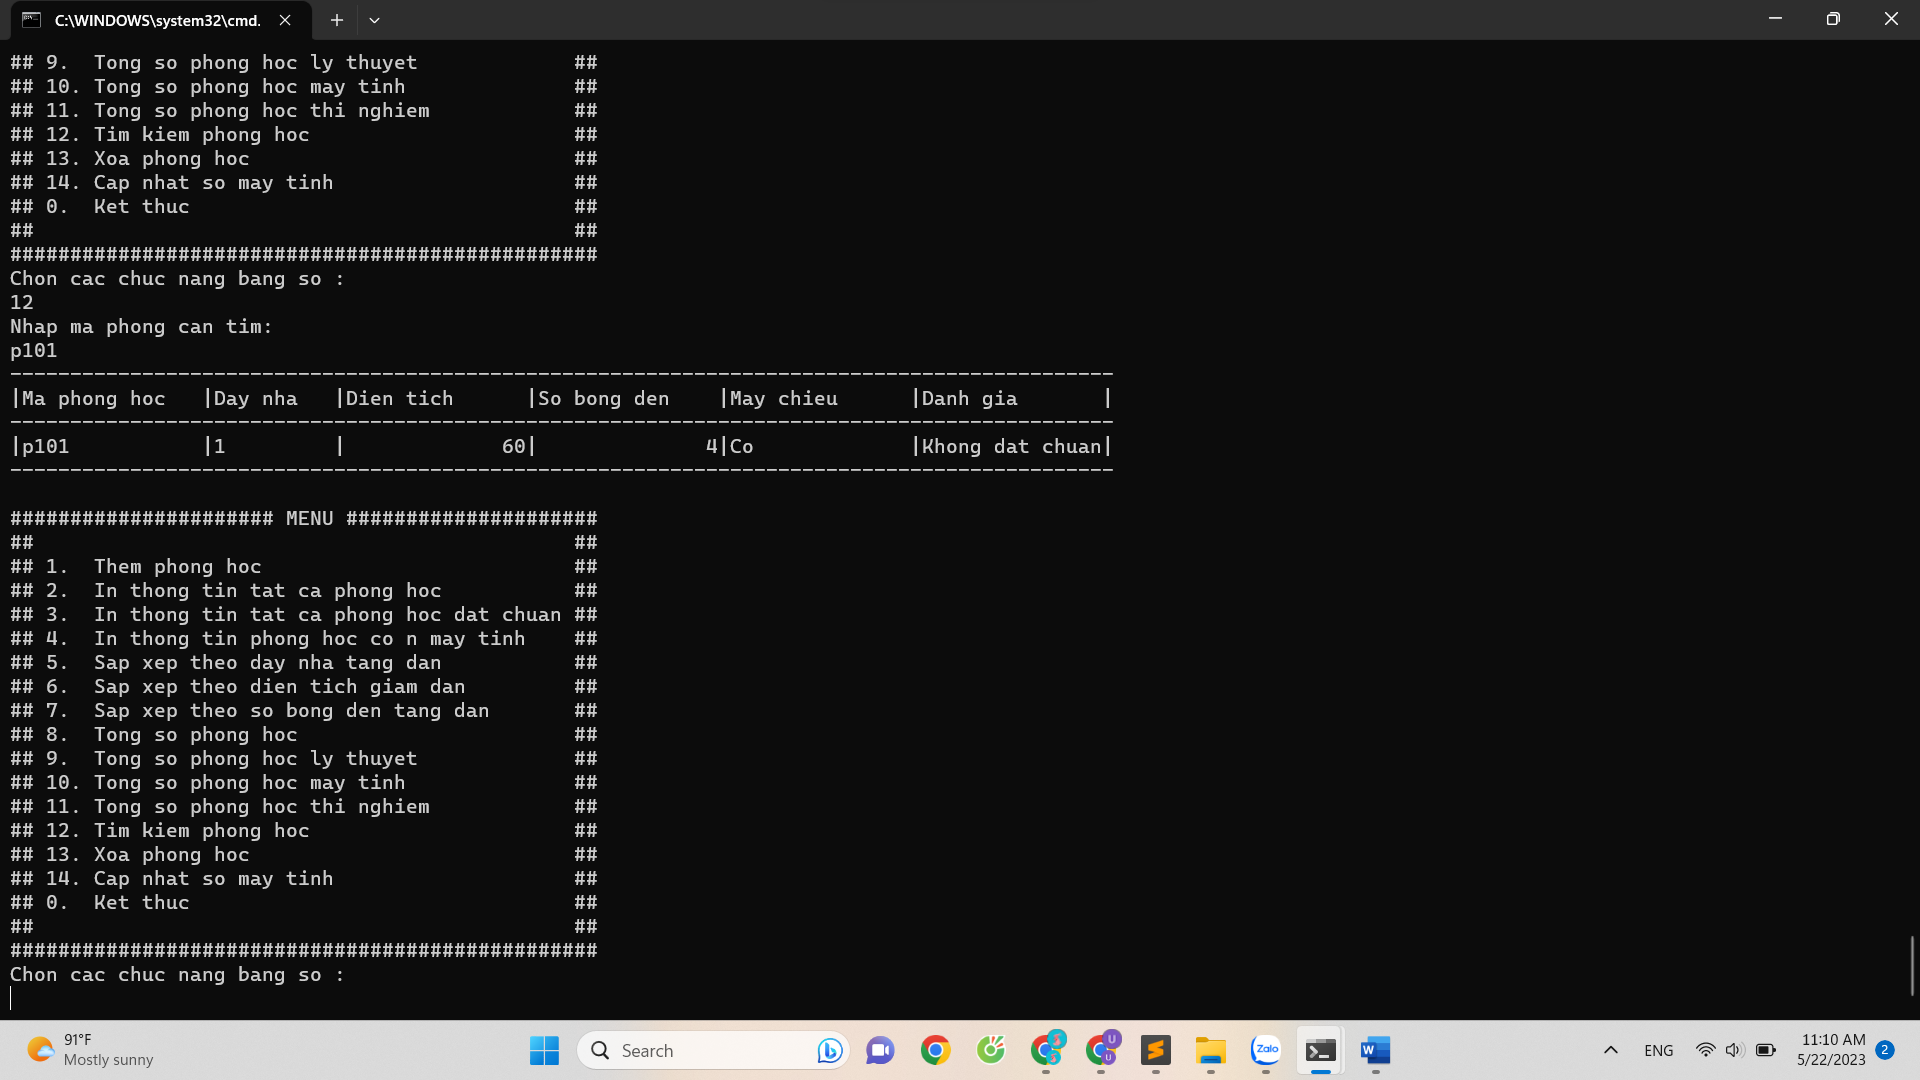 C:\WINDOWS\system32\cmd.
## 9.  Tong so phong hoc ly thuyet             ##
## 10. Tong so phong hoc may tinh              ##
## 11. Tong so phong hoc thi nghiem            ##
## 12. Tim kiem phong hoc                      ##
## 13. Xoa phong hoc                           ##
## 14. Cap nhat so may tinh                    ##
## 0.  Ket thuc                                ##
##                                             ##
#################################################
Chon cac chuc nang bang so :
12
Nhap ma phong can tim:
p101
--------------------------------------------------------------------------------------------
|Ma phong hoc   |Day nha   |Dien tich      |So bong den    |May chieu      |Danh gia       |
--------------------------------------------------------------------------------------------
|p101           |1         |             60|              4|Co             |Khong dat chuan|
--------------------------------------------------------------------------------------------
###################### MENU #####################
##                                             ##
## 1.  Them phong hoc                          ##
## 2.  In thong tin tat ca phong hoc           ##
## 3.  In thong tin tat ca phong hoc dat chuan ##
## 4.  In thong tin phong hoc co n may tinh    ##
## 5.  Sap xep theo day nha tang dan           ##
## 6.  Sap xep theo dien tich giam dan         ##
## 7.  Sap xep theo so bong den tang dan       ##
## 8.  Tong so phong hoc                       ##
## 9.  Tong so phong hoc ly thuyet             ##
## 10. Tong so phong hoc may tinh              ##
## 11. Tong so phong hoc thi nghiem            ##
## 12. Tim kiem phong hoc                      ##
## 13. Xoa phong hoc                           ##
## 14. Cap nhat so may tinh                    ##
## 0.  Ket thuc                                ##
##                                             ##
#################################################
Chon cac chuc nang bang so :
91°F
Mostly sunny
Search
U
U
Zalo
W
ENG
11:10 AM
5/22/2023
2